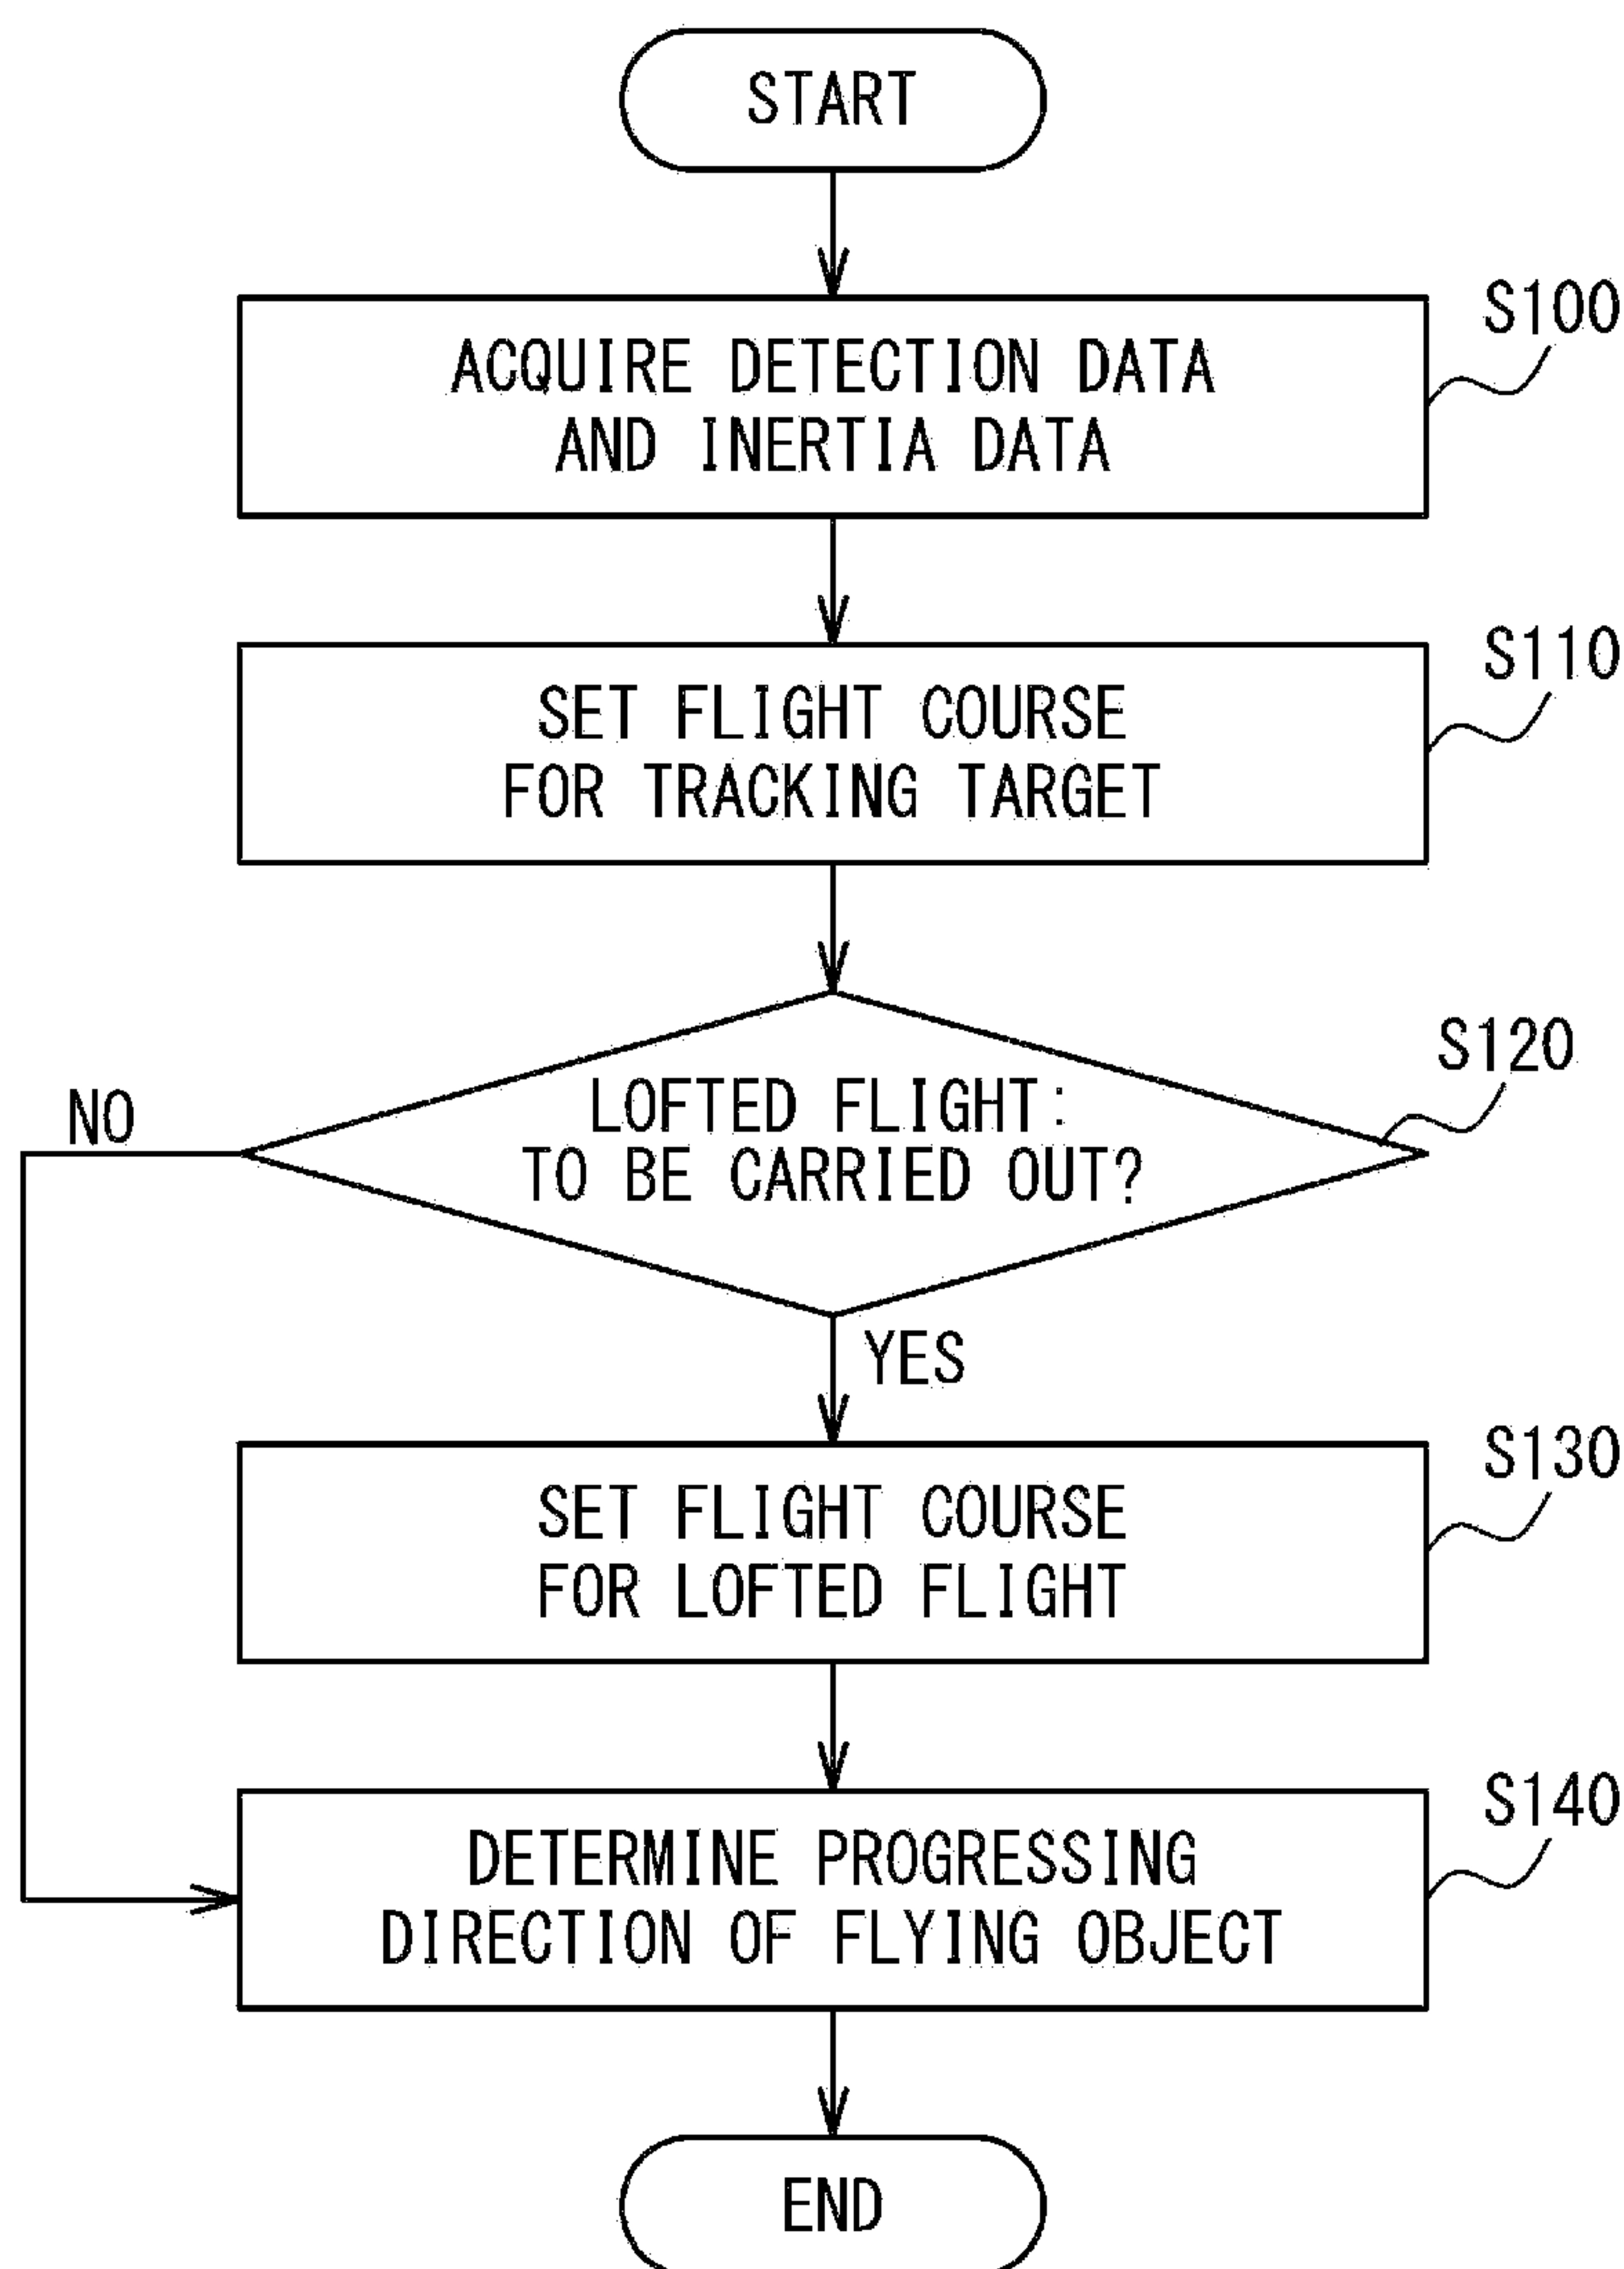 START
S100
ACQUIRE DETECTION DATA
AND INERTIA DATA
S110
SET FLIGHT COURSE
FOR TRACKING TARGET
S120
NO
LOFTED FLIGHT:
TO BE CARRIED OUT?
YES
S130
SET FLIGHT COURSE
FOR LOFTED FLIGHT
S140
DETERMINE PROGRESSING
DIRECTION OF FLYING OBJECT
END